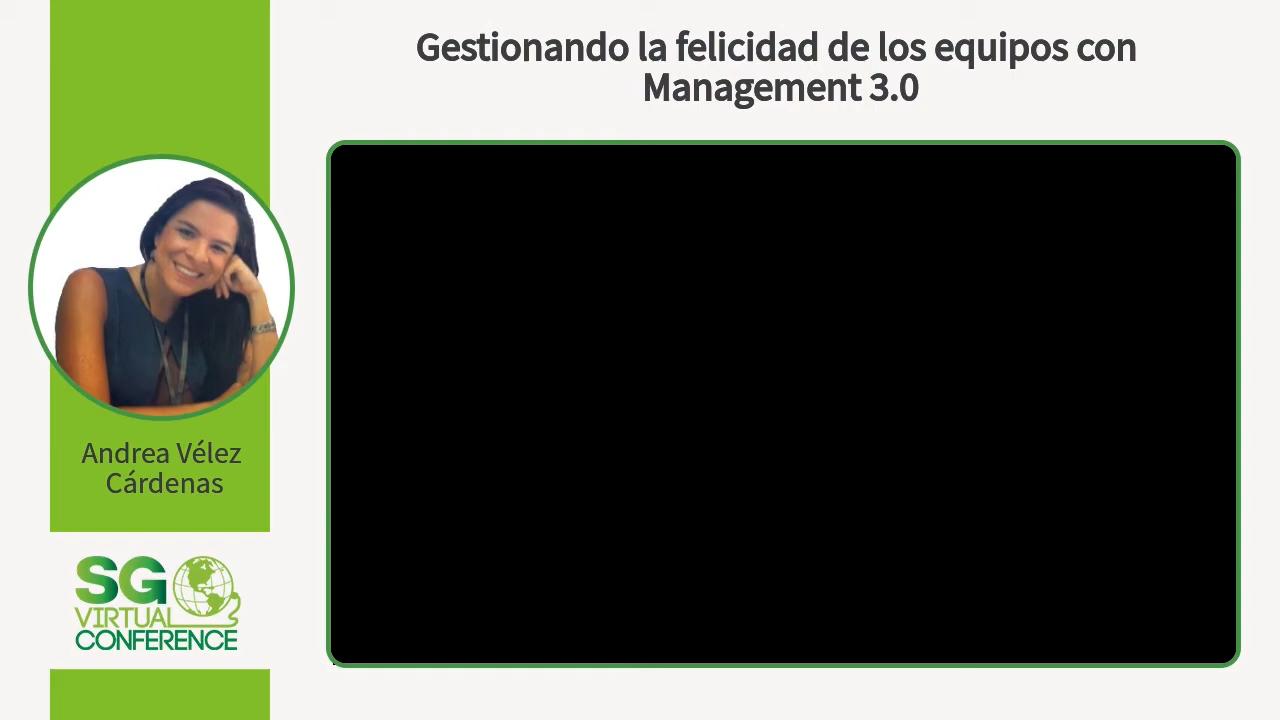 Gestionando la felicidad de los equipos con
Management 3.0
Andrea Vélez
Cárdenas
SG
VIRTUAL
CONFERENCE